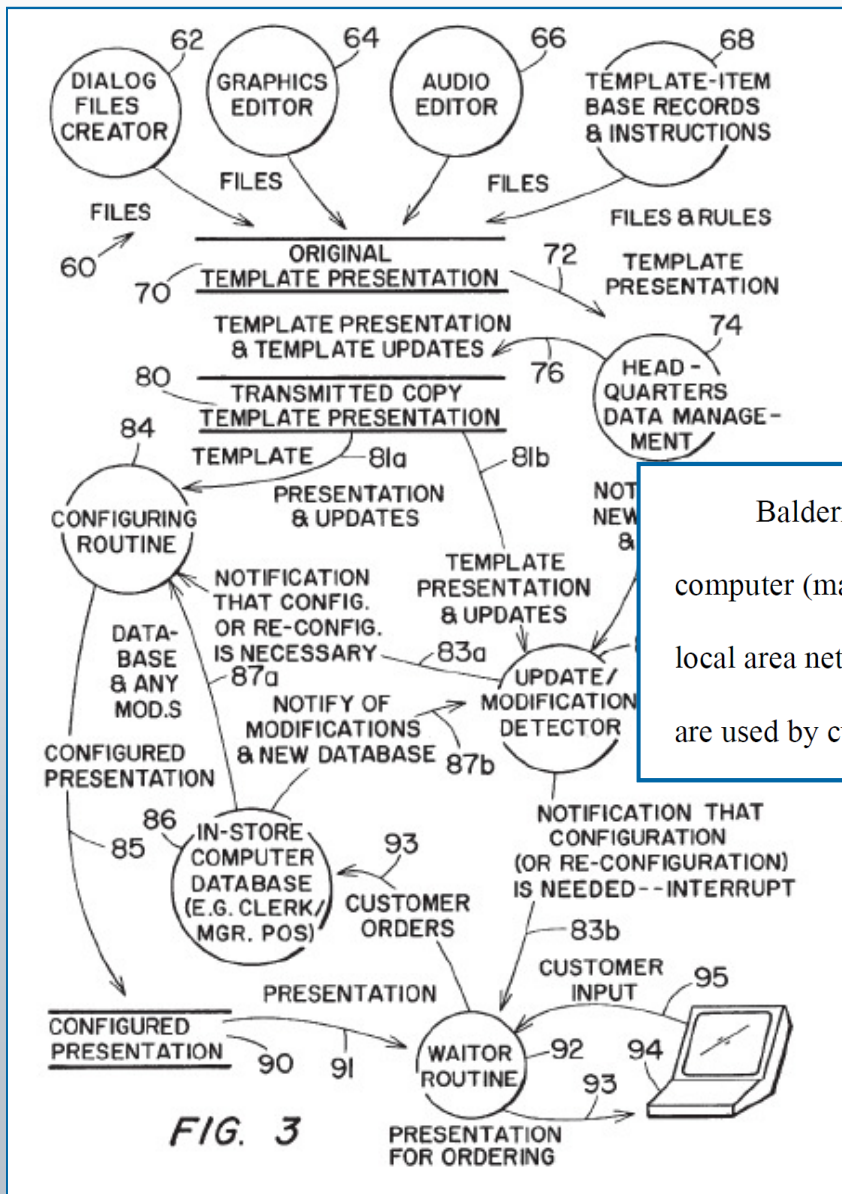 62
64
66
68
DIALOG
FILES
CREATOR
GRAPHICS
EDITOR
AUDIO
EDITOR
TEMPLATE-ITEM
BASE RECORDS
& INSTRUCTIONS
FILES
FILES
FILES
FILES & RULES
60
ORIGINAL
TEMPLATE PRESENTATION
70
72
TEMPLATE
PRESENTATION
TEMPLATE PRESENTATION
& TEMPLATE UPDATES
76
74
HEAD-
QUARTERS
DATA MANAGE-
MENT
80
TRANSMITTED COPY
TEMPLATE PRESENTATION
84
TEMPLATE
81a
81b
PRESENTATION
& UPDATES
CONFIGURING
ROUTINE
NEW
&
TEMPLATE
PRESENTATION
& UPDATES
NOTIFICATION
THAT CONFIG.
OR RE-CONFIG.
IS NECESSARY
83a
DATA-
BASE
& ANY
MOD.S
87a
UPDATE/
MODIFICATION
DETECTOR
NOTIFY OF
MODIFICATIONS
& NEW DATABASE
87b
computer
local area
are used by
CONFIGURED
PRESENTATION
85
86
IN-STORE
COMPUTER
DATABASE
(E.G. CLERK/
MGR. POS)
93
CUSTOMER
ORDERS
NOTIFICATION THAT
CONFIGURATION
(OR RE-CONFIGURATION)
IS NEEDED--INTERRUPT
83b
CUSTOMER
INPUT
95
PRESENTATION
CONFIGURED
PRESENTATION
90
91
WAITOR
ROUTINE
92
94
93
PRESENTATION
FOR ORDERING
FIG. 3